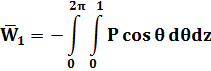 W̅₁ = − ∫₀^{2π} ∫₀^{1} P cos θ dθdz